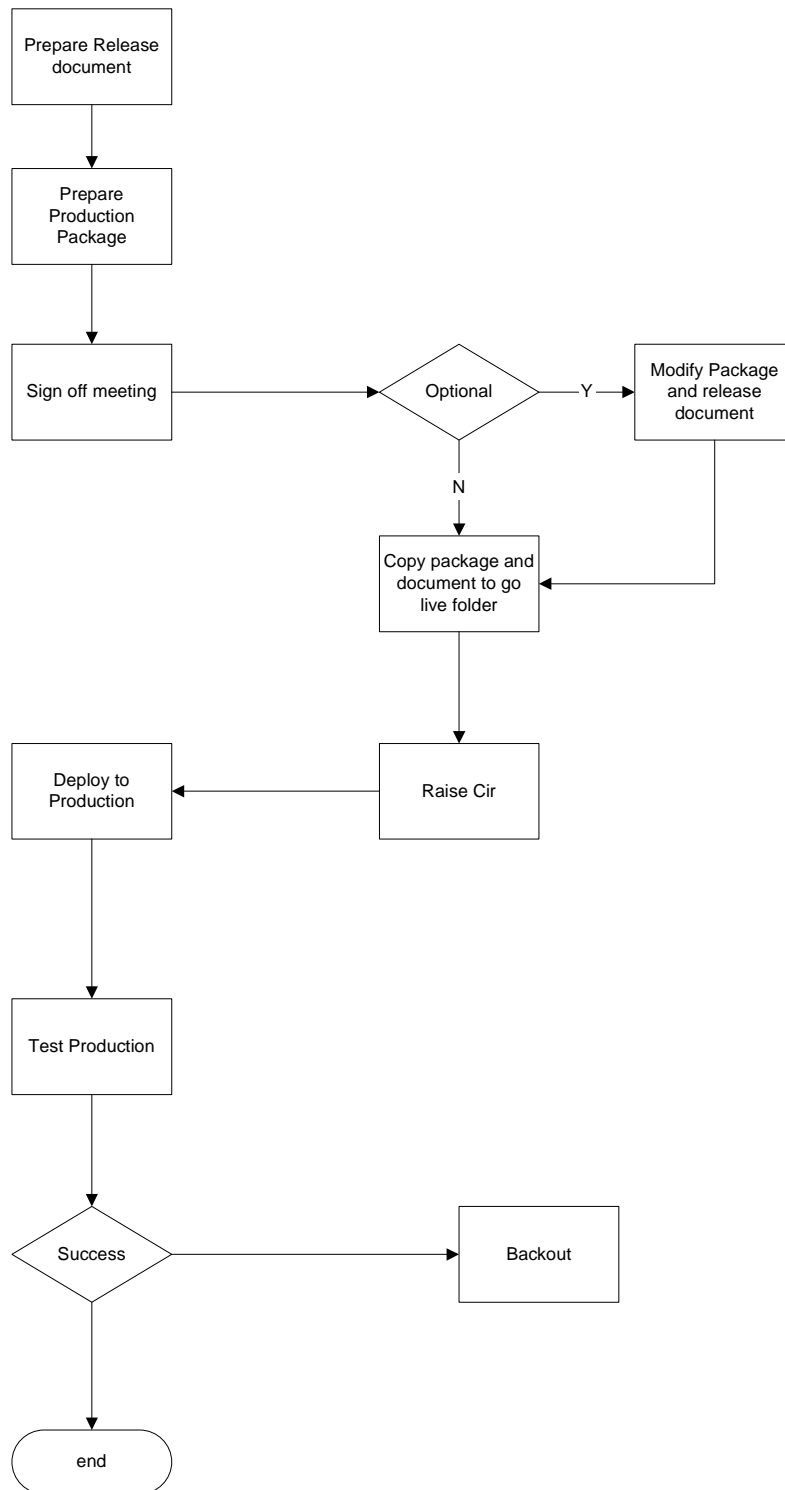 Prepare Release
document
Prepare
Production
Package
Sign off meeting
Optional
Y
Modify Package
and release
document
N
Copy package and
document to go
live folder
Deploy to
Production
Raise Cir
Test Production
Success
Backout
end